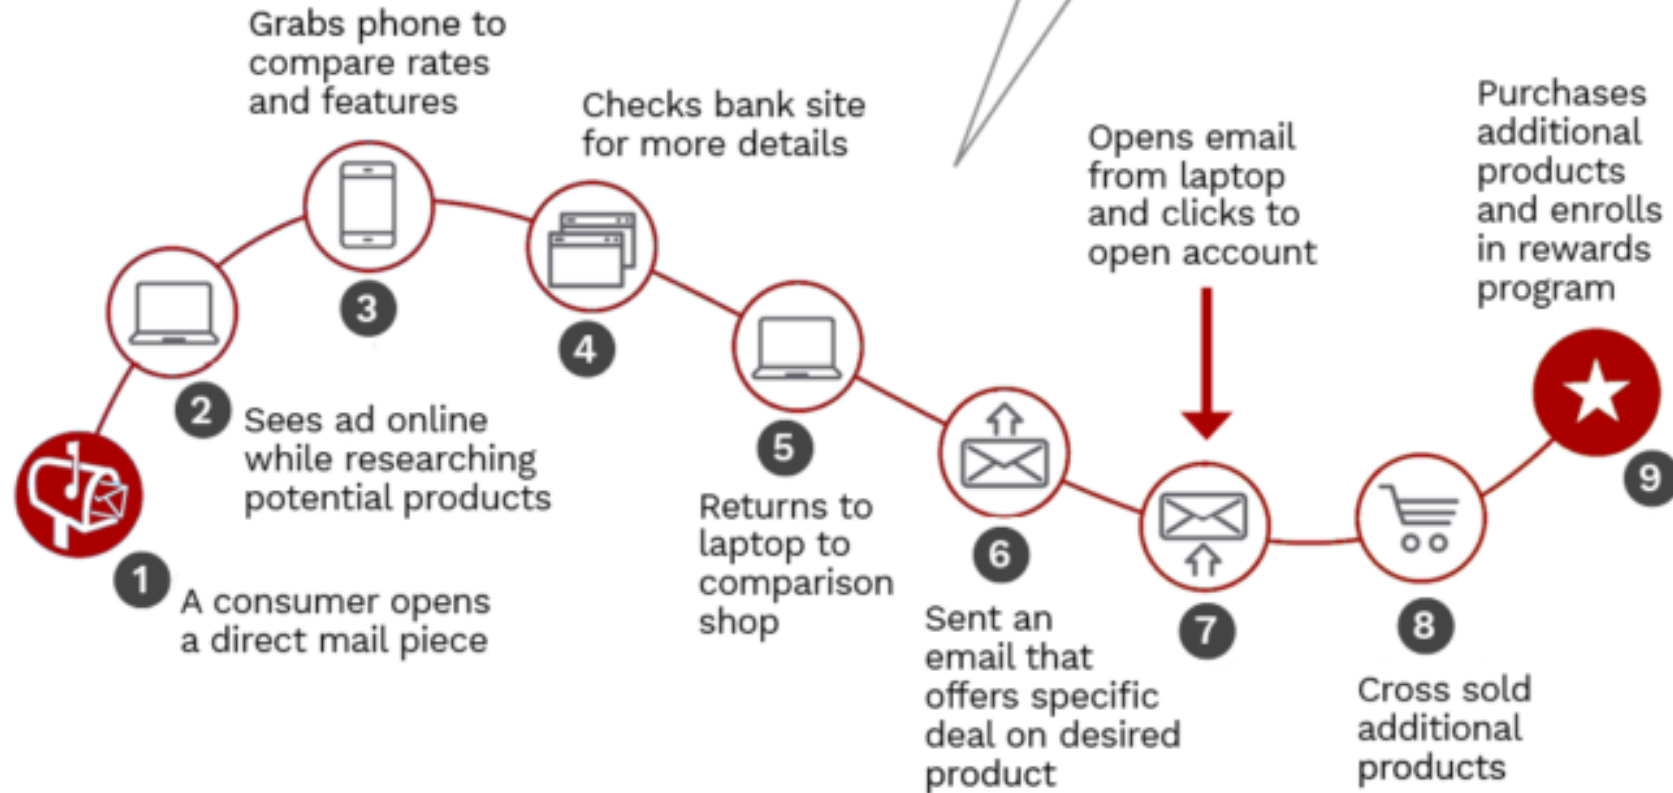 Grabs phone to
compare rates
and features
3
Checks bank site
for more details
4
Opens email
from laptop
and clicks to
open account
7
Purchases
additional
products
and enrolls
in rewards
program
9
2
Sees ad online
while researching
potential products
1
A consumer opens
a direct mail piece
5
Returns to
laptop to
comparison
shop
6
Sent an
email that
offers specific
deal on desired
product
8
Cross sold
additional
products